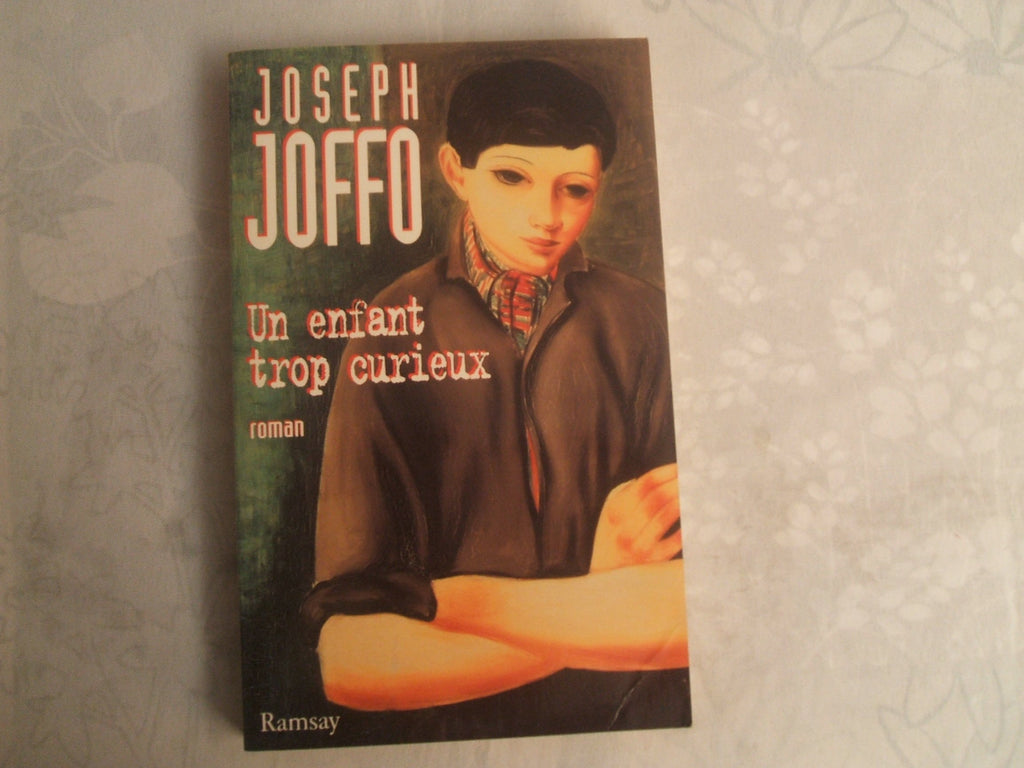 JOSEPH
JOFFO
Un enfant
trop curieux
roman
Ramsay